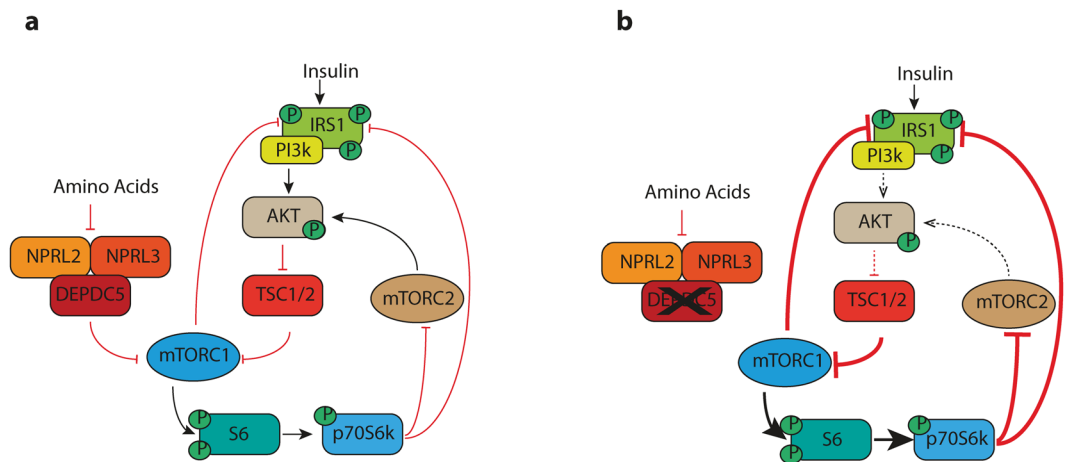 a
Insulin
P
P
IRS1
PI3k
P
Amino Acids
AKT
P
NPRL2
NPRL3
DEPDC5
TSC1/2
mTORC2
mTORC1
P
P
S6
P
p70S6k
b
Insulin
P
P
IRS1
PI3k
P
Amino Acids
AKT
P
NPRL2
NPRL3
DEPDC5
TSC1/2
mTORC2
mTORC1
P
P
S6
P
p70S6k